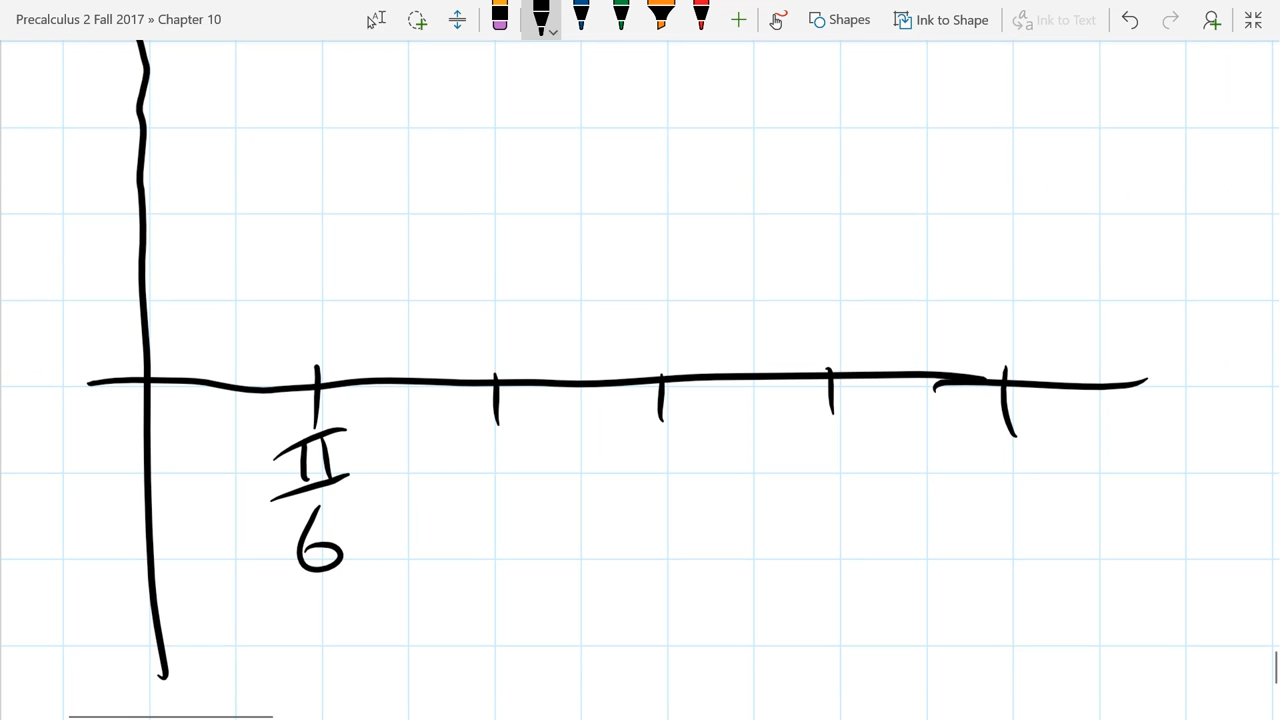 Precalculus 2 Fall 2017 » Chapter 10
Shapes
Ink to Shape
Ink to Text
π
6